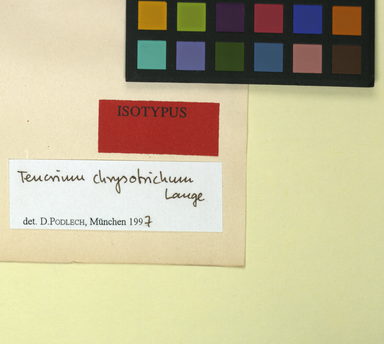 ISOTYPUS
Teucrium chrysotrichum
Lange
det. D.PODLECH, München 1997